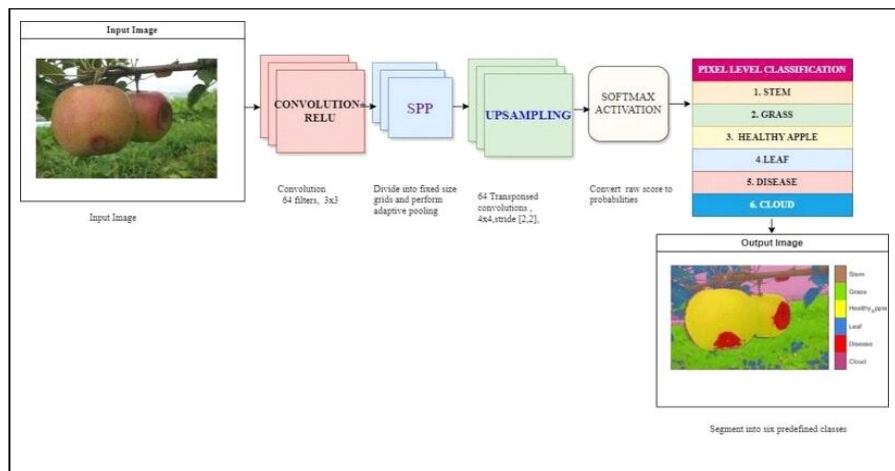 Input Image
Input Image
CONVOLUTION=
RELU
Convolution
64 filters, 3x3
SPP
Divide into fixed size
grids and perform
adaptive pooling
UPSAMPLING
64 Transponsed
convolutions ,
4x4,stride [2,2],
SOFTMAX
ACTIVATION
Convert raw score to
probabilities
PIXEL LEVEL CLASSIFICATION
1. STEM
2. GRASS
3. HEALTHY APPLE
4.LEAF
5. DISEASE
6. CLOUD
Output Image
Stem
Grass
Healthyapple
Leaf
Disease
Cloud
Segment into six predefined classes